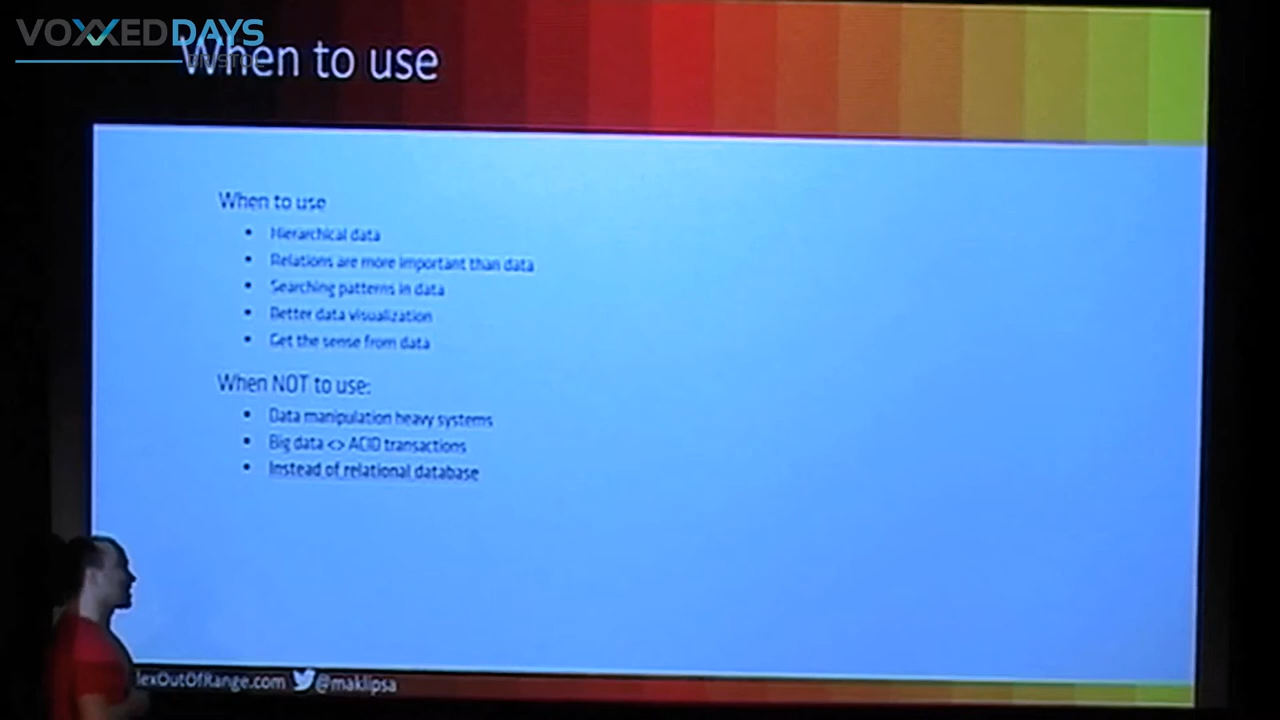 VOXXEDDAYS
BRISTOL
When to use
When to use
• Hierarchical data
• Relations are more important than data
• Searching patterns in data
• Better data visualization
• Get the sense from data
When NOT to use:
• Data manipulation heavy systems
• Big data <> ACID transactions
• Instead of relational database
lexOutOfRange.com @maklipsa